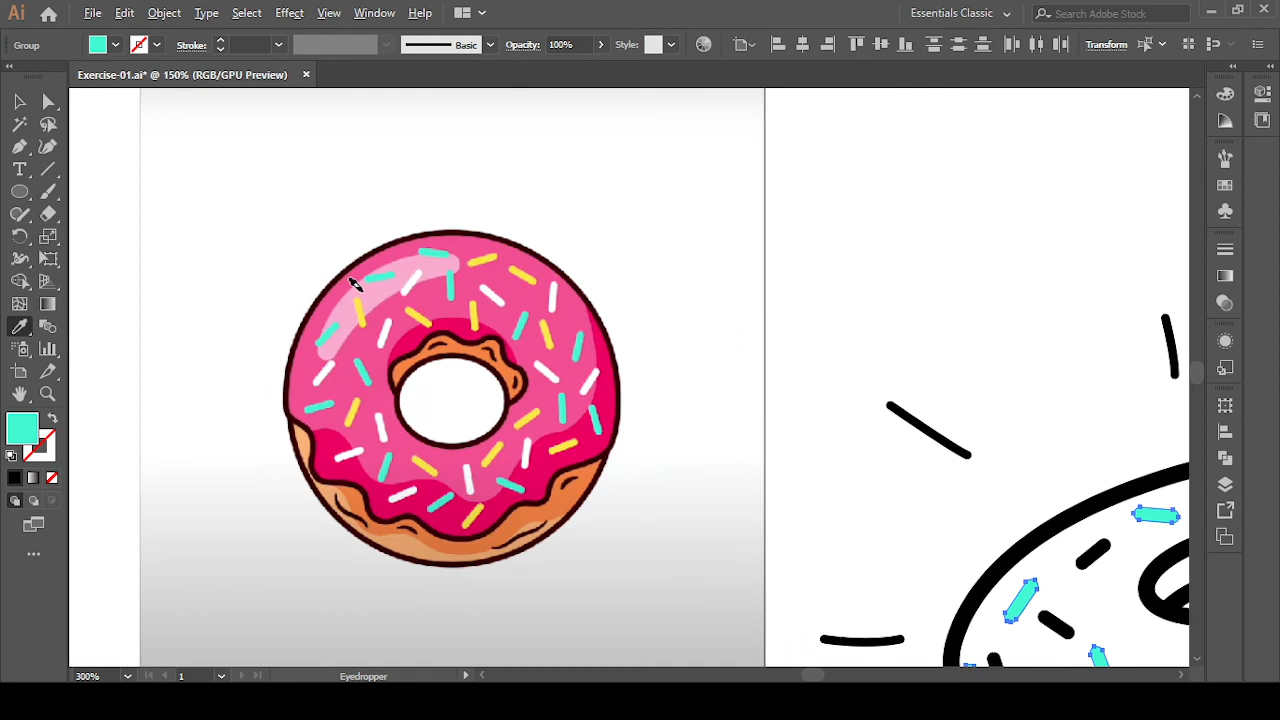 Ai File Edit Object Type Select Effect View Window Help Essentials Classic Search Adobe Stock
Group Stroke: Basic Opacity: 100% Style: Transform
Exercise-01.ai* @ 150% (RGB/GPU Preview) ×
T
300% 1 Eyedropper